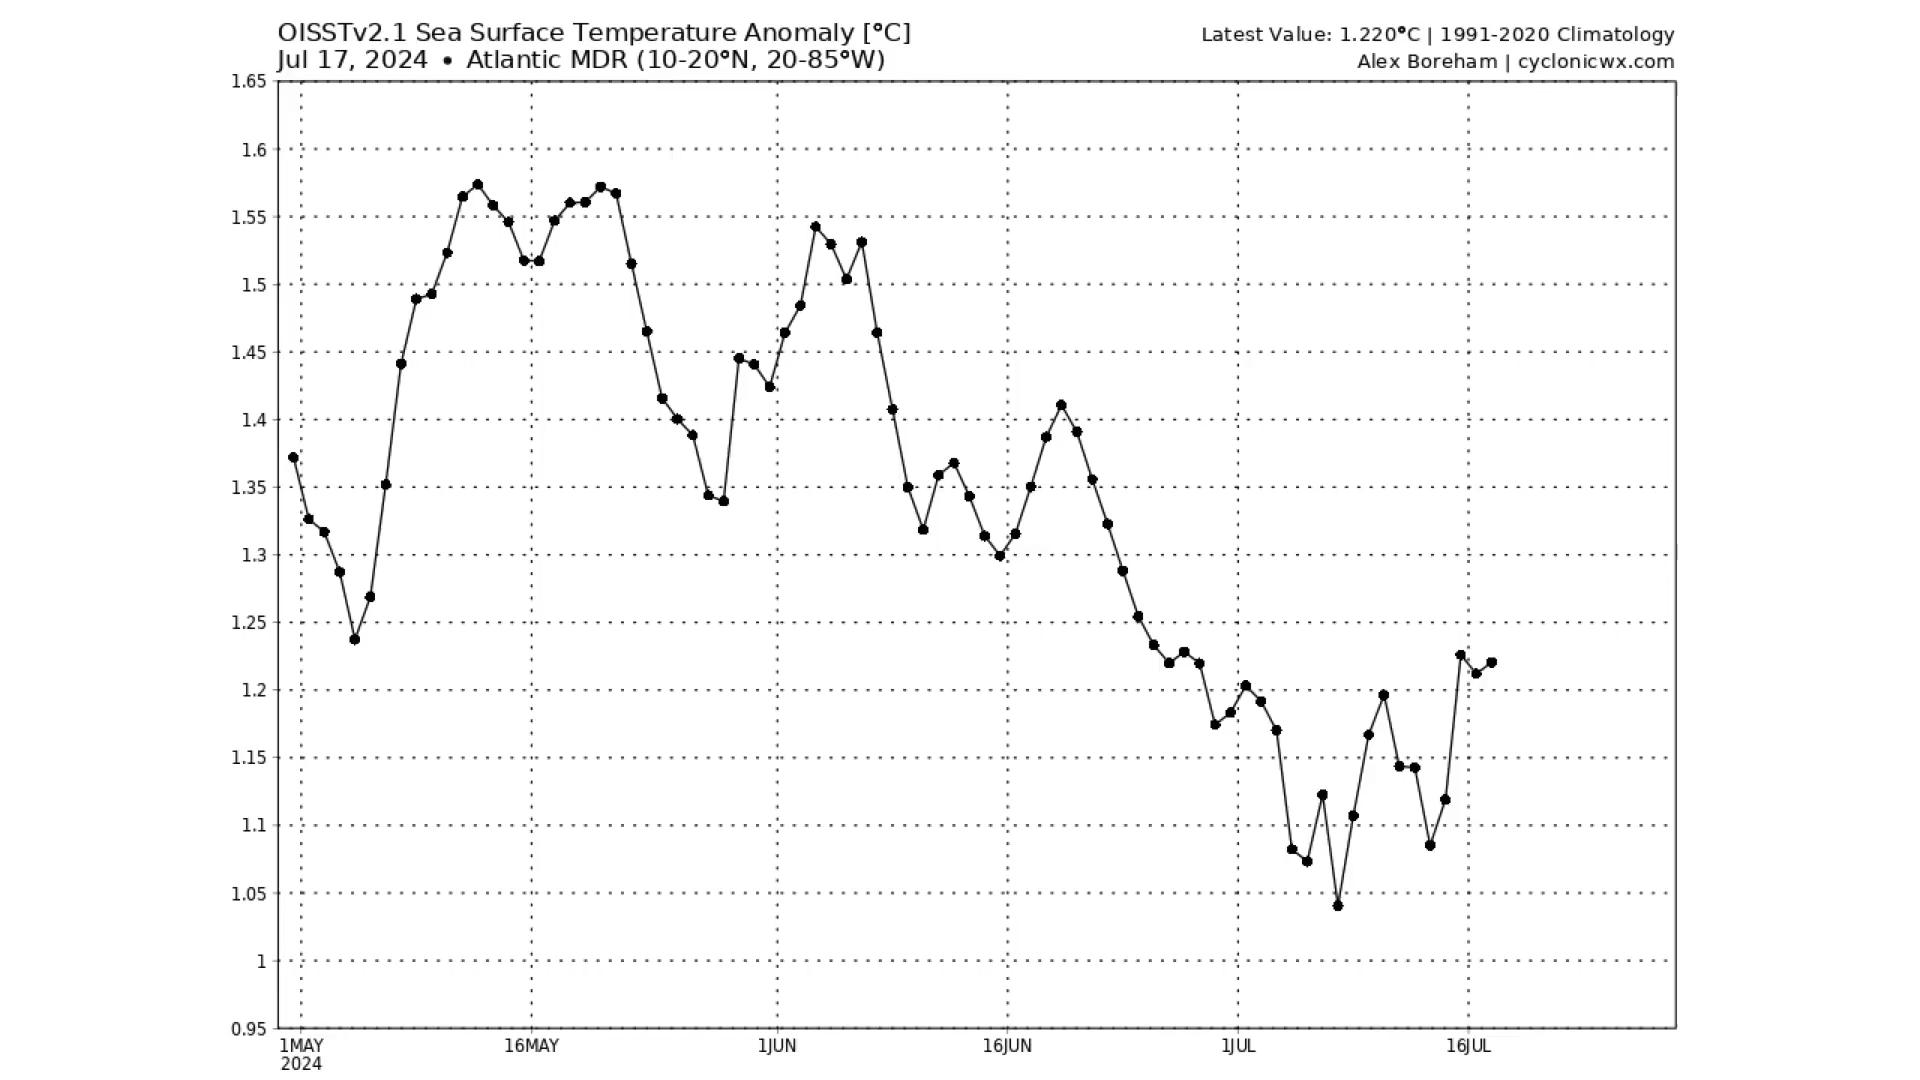 OISSTv2.1 Sea Surface Temperature Anomaly [°C]
Jul 17, 2024 • Atlantic MDR (10-20°N, 20-85°W)
Latest Value: 1.220°C | 1991-2020 Climatology
Alex Boreham | cyclonicwx.com
1.65
1.6
1.55
1.5
1.45
1.4
1.35
1.3
1.25
1.2
1.15
1.1
1.05
1
0.95
1MAY
2024
16MAY
1JUN
16JUN
1JUL
16JUL